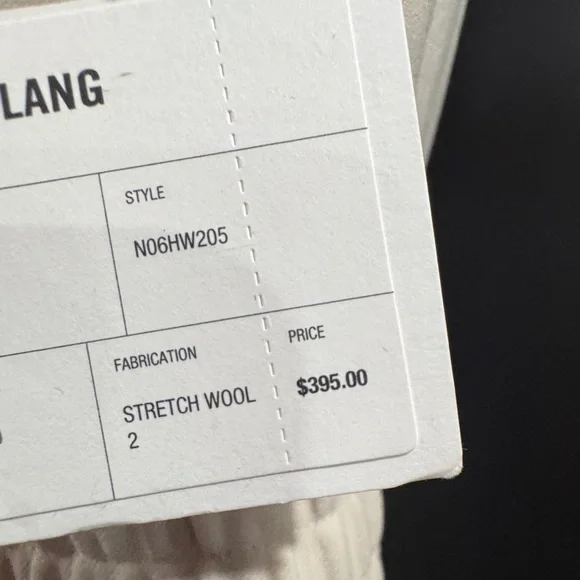 LANG
STYLE
N06HW205
FABRICATION
STRETCH WOOL
2
PRICE
$395.00